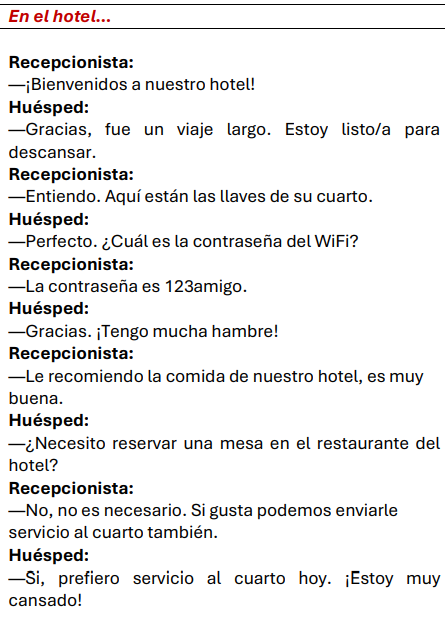 En el hotel...
Recepcionista:
—¡Bienvenidos a nuestro hotel!
Huésped:
—Gracias, fue un viaje largo. Estoy listo/a para
descansar.
Recepcionista:
—Entiendo. Aquí están las llaves de su cuarto.
Huésped:
—Perfecto. ¿Cuál es la contraseña del WiFi?
Recepcionista:
—La contraseña es 123amigo.
Huésped:
—Gracias. ¡Tengo mucha hambre!
Recepcionista:
—Le recomiendo la comida de nuestro hotel, es muy
buena.
Huésped:
—¿Necesito reservar una mesa en el restaurante del
hotel?
Recepcionista:
—No, no es necesario. Si gusta podemos enviarle
servicio al cuarto también.
Huésped:
—Si, prefiero servicio al cuarto hoy. ¡Estoy muy
cansado!